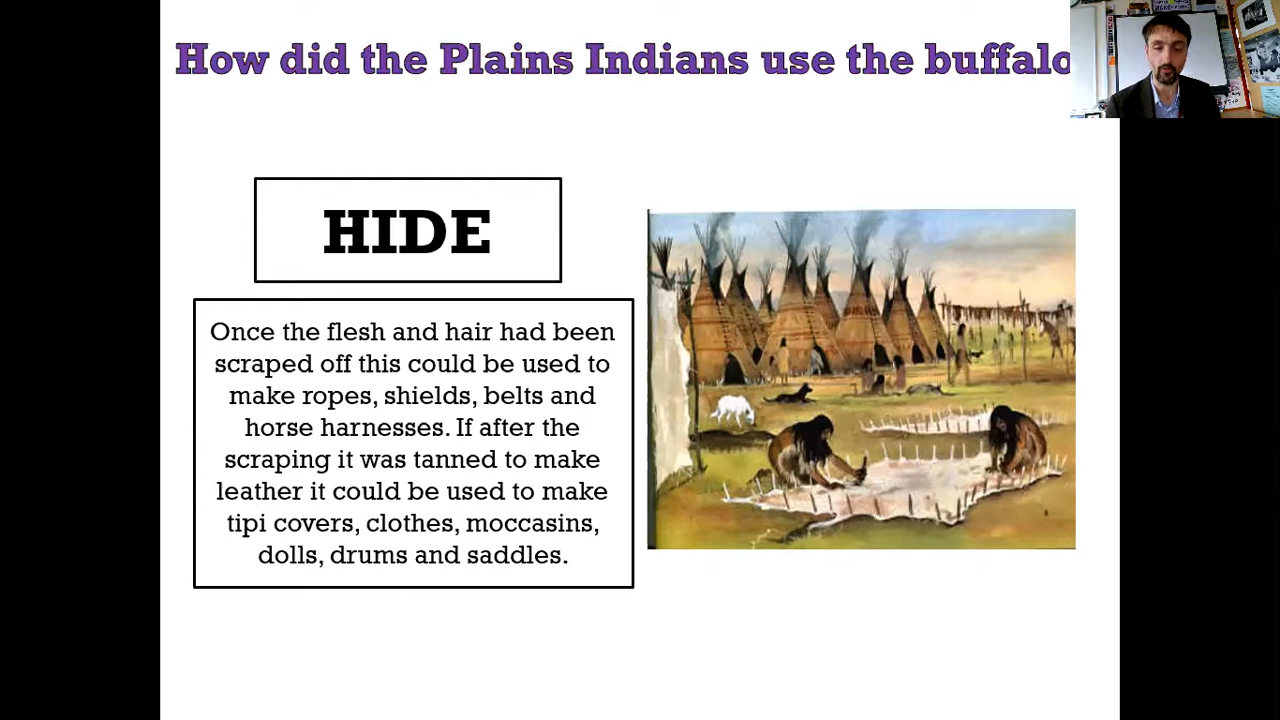 How did the Plains Indians use the buffalo
HIDE
Once the flesh and hair had been
scraped off this could be used to
make ropes, shields, belts and
horse harnesses. If after the
scraping it was tanned to make
leather it could be used to make
tipi covers, clothes, moccasins,
dolls, drums and saddles.